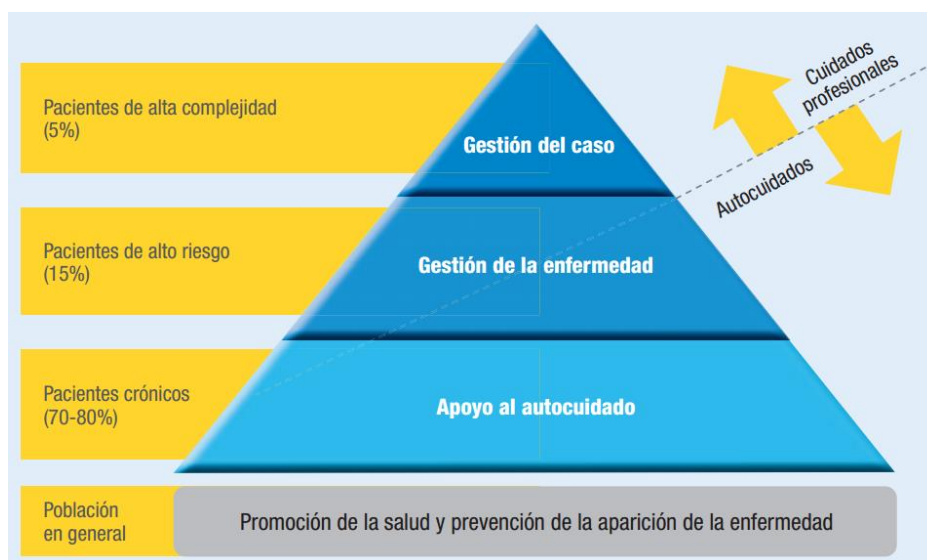 Cuidados
profesionales
Autocuidados
Pacientes de alta complejidad
(5%)
Gestión del caso
Pacientes de alto riesgo
(15%)
Gestión de la enfermedad
Pacientes crónicos
(70-80%)
Apoyo al autocuidado
Población
en general
Promoción de la salud y prevención de la aparición de la enfermedad